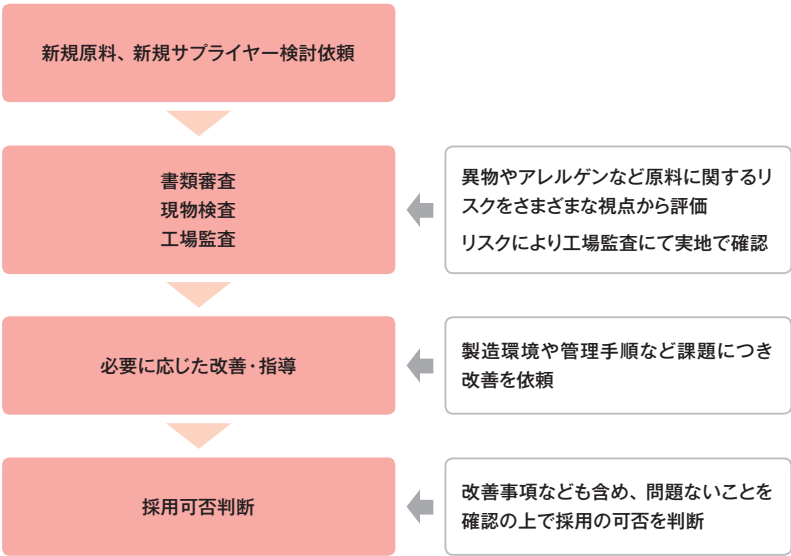 新規原料、新規サプライヤー検討依頼
書類審査
現物検査
工場監査
異物やアレルゲンなど原料に関するリ
スクをさまざまな視点から評価
リスクにより工場監査にて実地で確認
必要に応じた改善・指導
製造環境や管理手順など課題につき
改善を依頼
採用可否判断
改善事項なども含め、問題ないことを
確認の上で採用の可否を判断